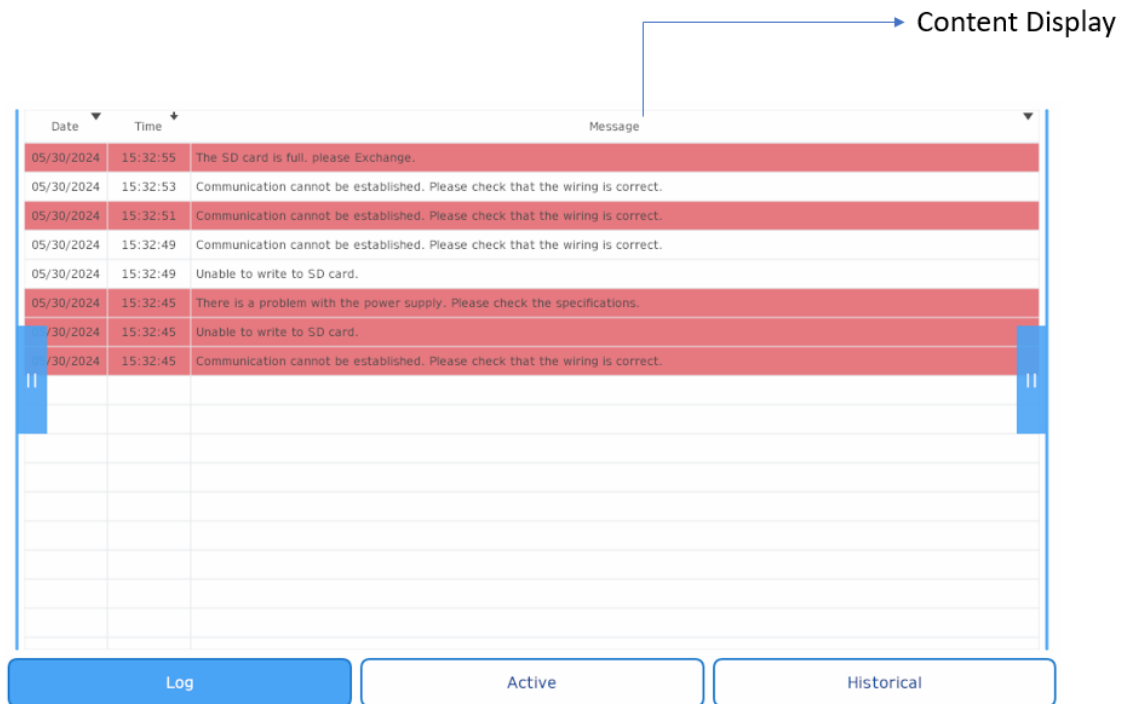 Content Display
Date Time Message
05/30/2024 15:32:55 The SD card is full. please Exchange.
05/30/2024 15:32:53 Communication cannot be established. Please check that the wiring is correct.
05/30/2024 15:32:51 Communication cannot be established. Please check that the wiring is correct.
05/30/2024 15:32:49 Communication cannot be established. Please check that the wiring is correct.
05/30/2024 15:32:49 Unable to write to SD card.
05/30/2024 15:32:45 There is a problem with the power supply. Please check the specifications.
/30/2024 15:32:45 Unable to write to SD card.
/30/2024 15:32:45 Communication cannot be established. Please check that the wiring is correct.
Log Active Historical